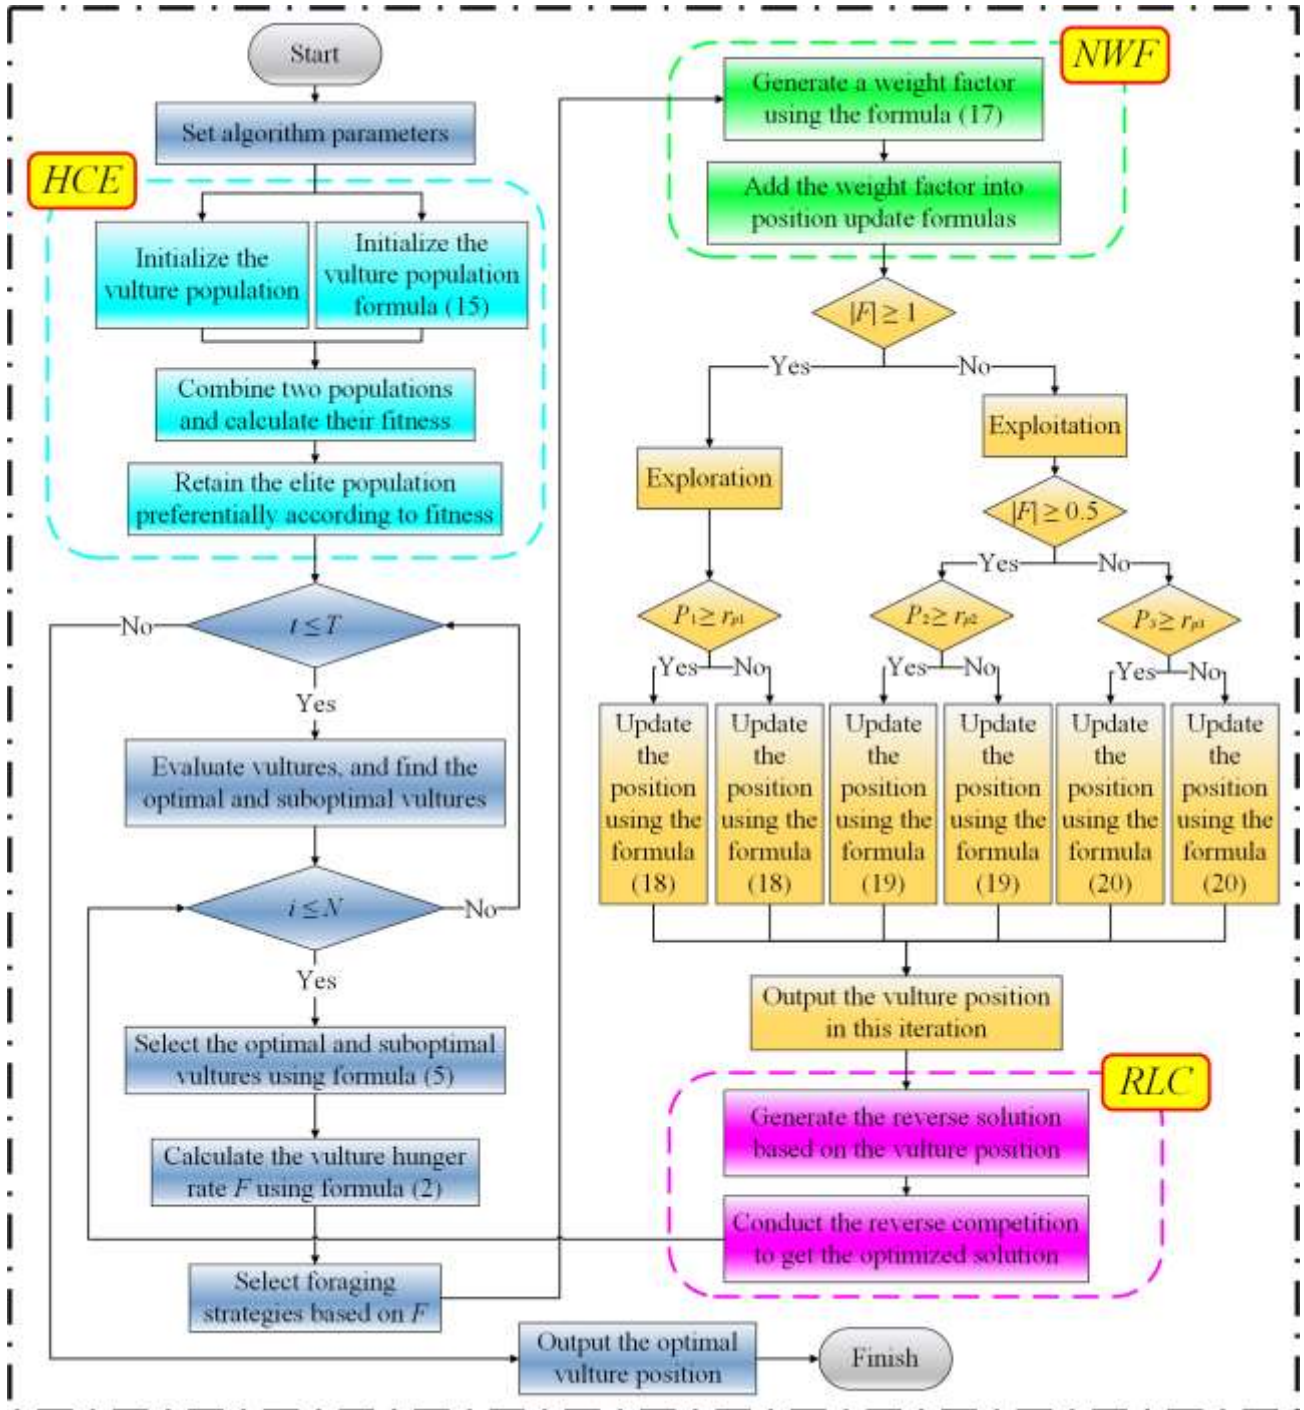 Start
Set algorithm parameters
HCE
Initialize the
vulture population
Initialize the
vulture population
formula (15)
Combine two populations
and calculate their fitness
Retain the elite population
preferentially according to fitness
t ≤ T
No
Yes
Evaluate vultures, and find the
optimal and suboptimal vultures
i ≤ N
No
Yes
Select the optimal and suboptimal
vultures using formula (5)
Calculate the vulture hunger
rate F using formula (2)
Select foraging
strategies based on F
Output the optimal
vulture position
Finish
NWF
Generate a weight factor
using the formula (17)
Add the weight factor into
position update formulas
|F| ≥ 1
Yes
No
Exploration
Exploitation
|F| ≥ 0.5
Yes
No
P1 ≥ rp1
P2 ≥ rp2
P3 ≥ rp3
Yes
No
Yes
No
Yes
No
Update
the
position
using the
formula
(18)
Update
the
position
using the
formula
(18)
Update
the
position
using the
formula
(19)
Update
the
position
using the
formula
(19)
Update
the
position
using the
formula
(20)
Update
the
position
using the
formula
(20)
Output the vulture position
in this iteration
RLC
Generate the reverse solution
based on the vulture position
Conduct the reverse competition
to get the optimized solution